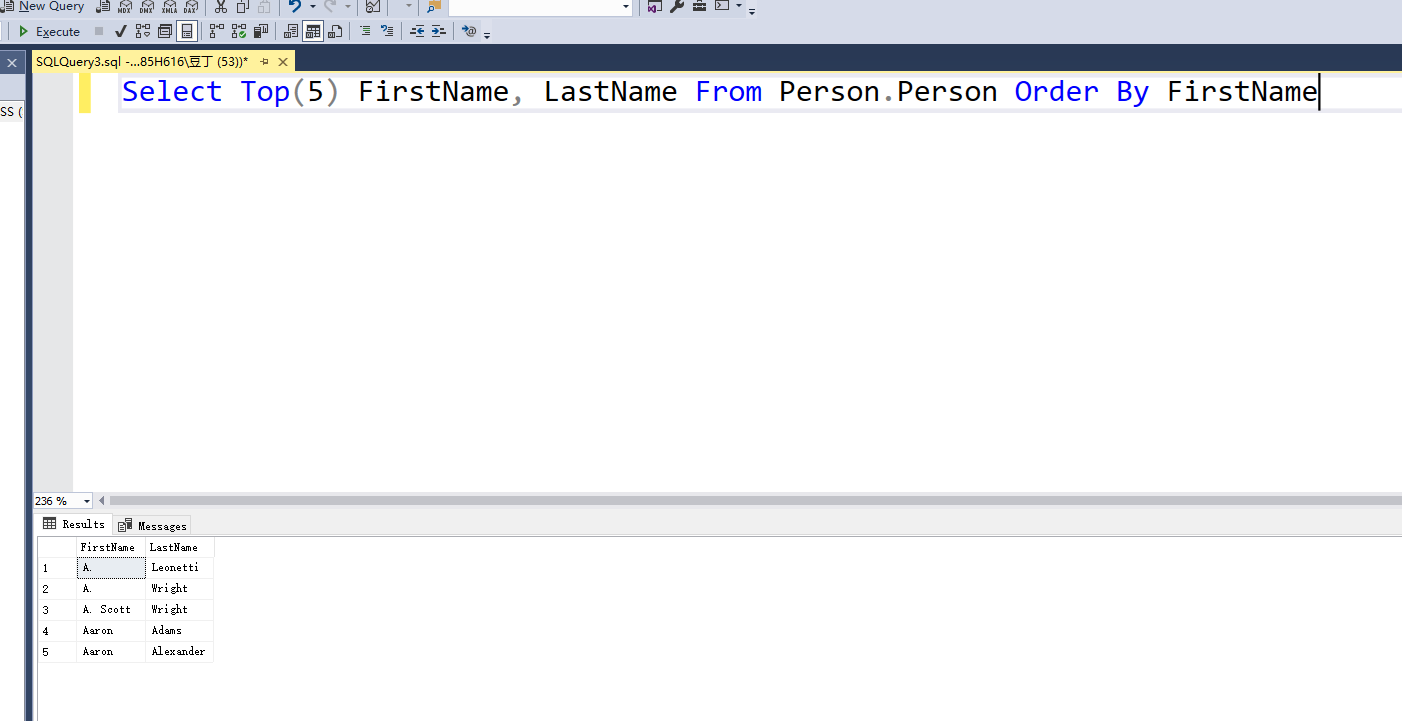 New Query
MDX DMX XMLA DAX
Execute
SQLQuery3.sql -...85H616\豆丁 (53))*
SS (
Select Top(5) FirstName, LastName From Person.Person Order By FirstName
236 %
Results Messages
FirstName LastName
1 A. Leonetti
2 A. Wright
3 A. Scott Wright
4 Aaron Adams
5 Aaron Alexander